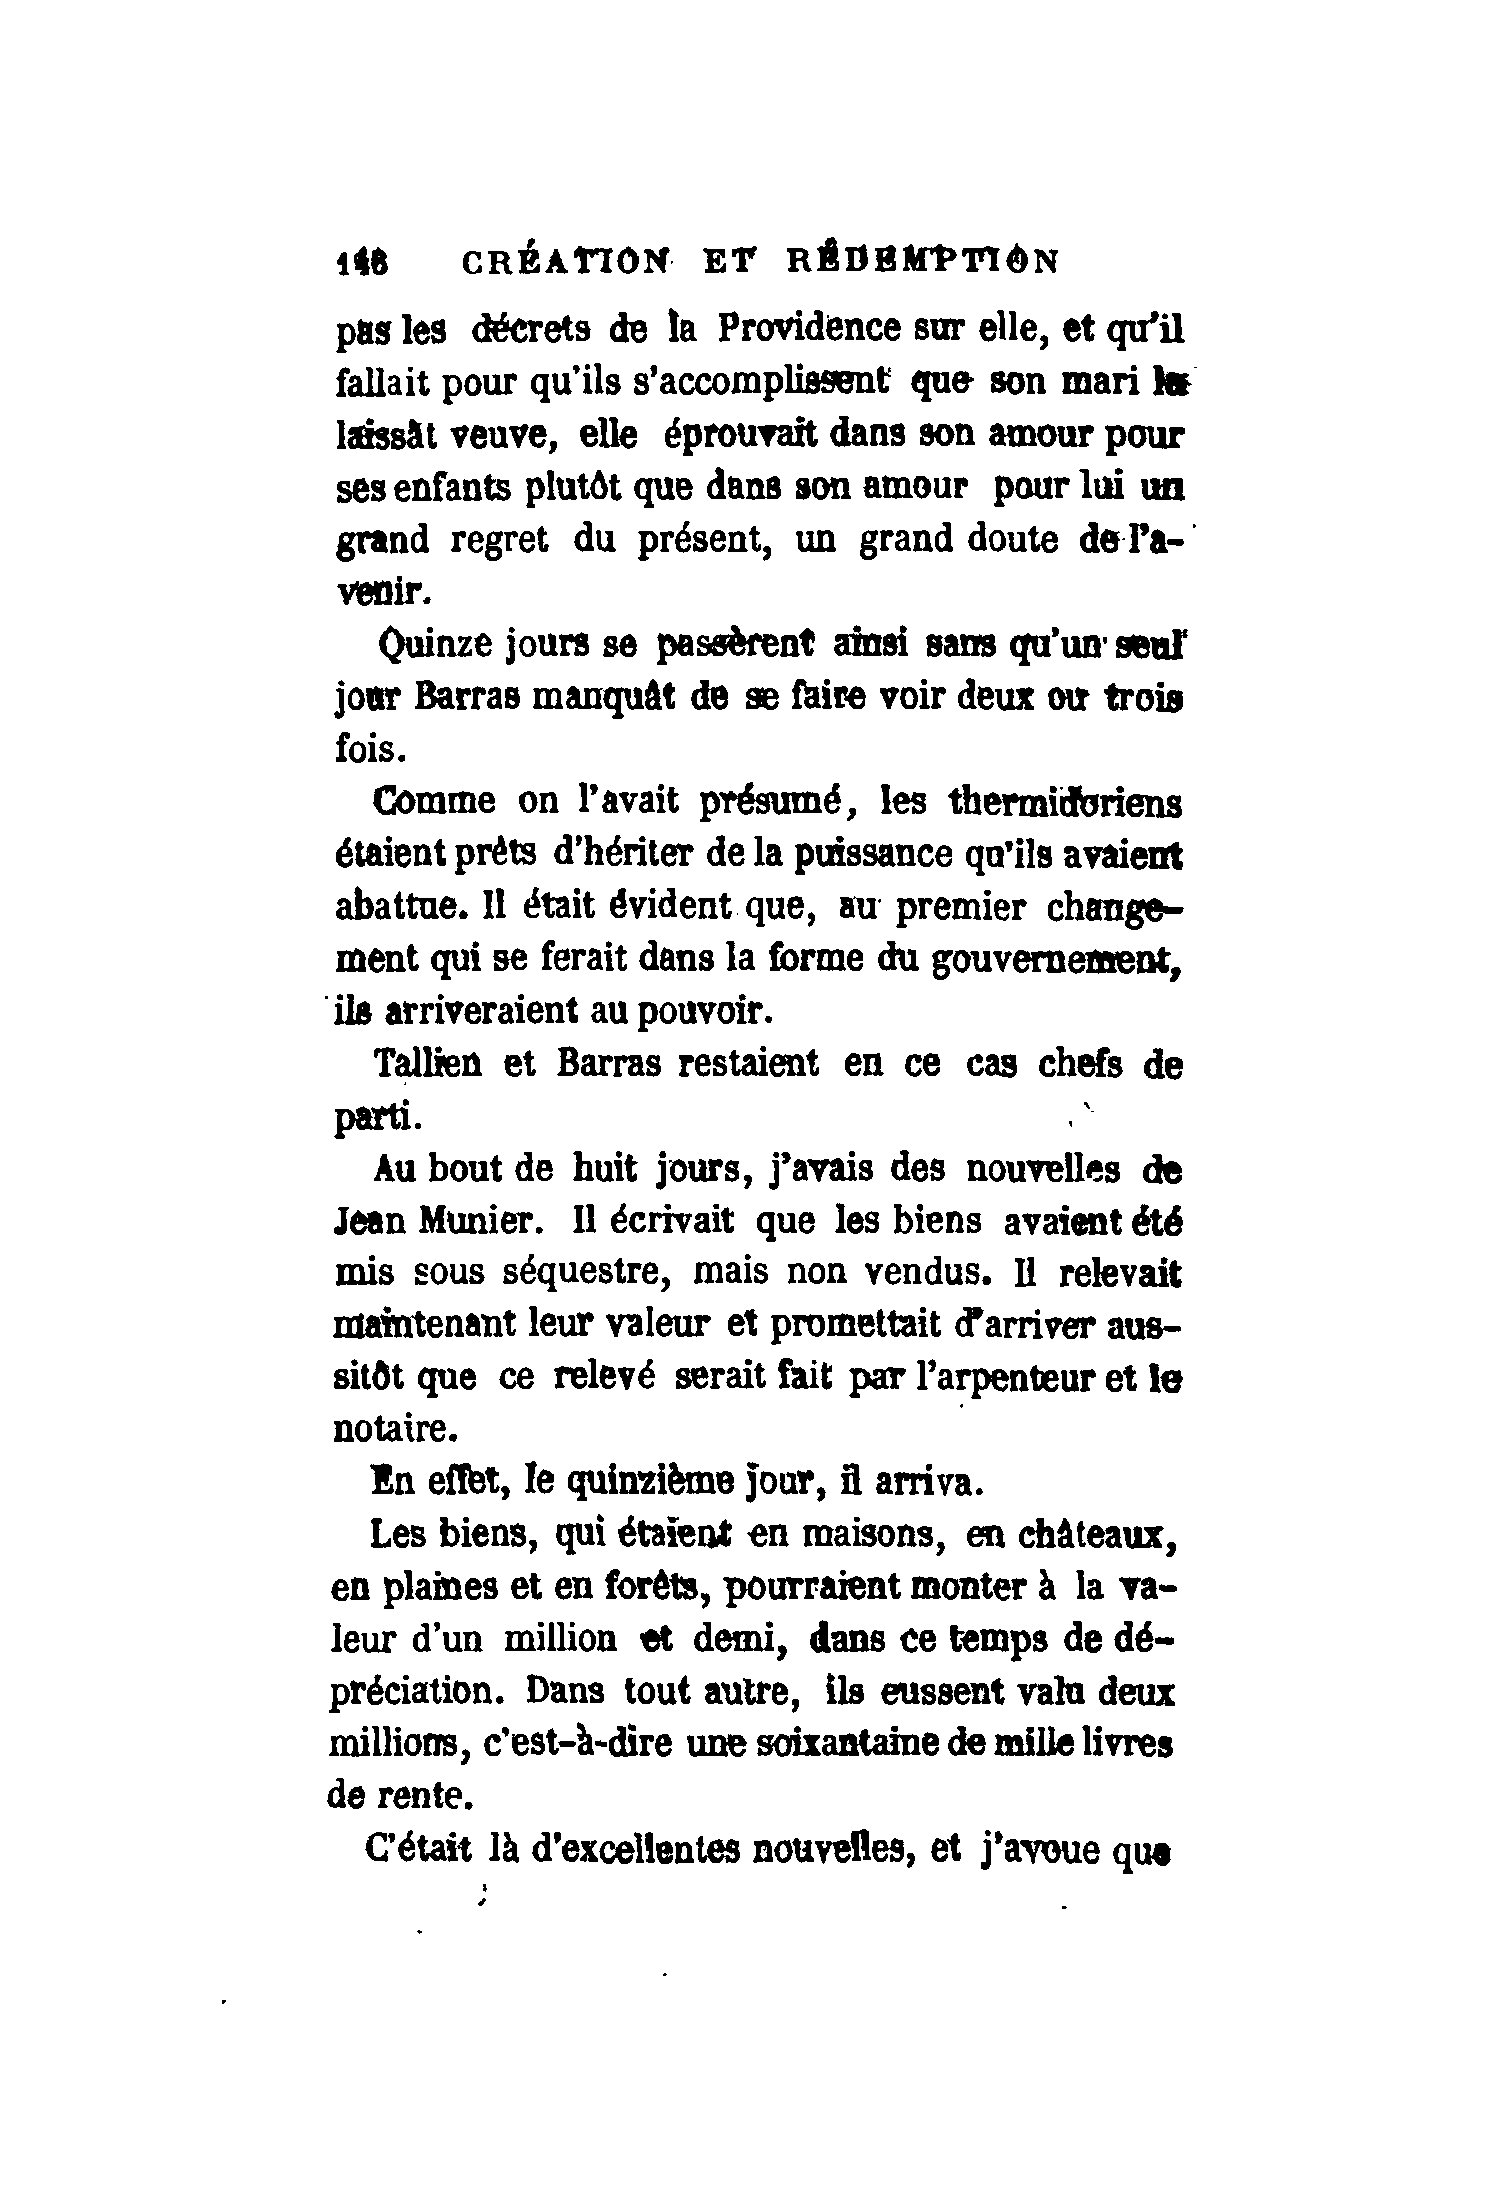 148 CRÉATION ET RÉDEMPTION
pas les décrets de la Providence sur elle, et qu'il
fallait pour qu'ils s'accomplissent que son mari la
laissât veuve, elle éprouvait dans son amour pour
ses enfants plutôt que dans son amour pour lui un
grand regret du présent, un grand doute de l'a-
venir.
Quinze jours se passèrent ainsi sans qu'un seul
jour Barras manquât de se faire voir deux ou trois
fois.
Comme on l'avait présumé, les thermidoriens
étaient prêts d'hériter de la puissance qu'ils avaient
abattue. Il était évident que, au premier change-
ment qui se ferait dans la forme du gouvernement,
ils arriveraient au pouvoir.
Tallien et Barras restaient en ce cas chefs de
parti.
Au bout de huit jours, j'avais des nouvelles de
Jean Munier. Il écrivait que les biens avaient été
mis sous séquestre, mais non vendus. Il relevait
maintenant leur valeur et promettait d'arriver aus-
sitôt que ce relevé serait fait par l'arpenteur et le
notaire.
En effet, le quinzième jour, il arriva.
Les biens, qui étaient en maisons, en châteaux,
en plaines et en forêts, pourraient monter à la va-
leur d'un million et demi, dans ce temps de dé-
préciation. Dans tout autre, ils eussent valu deux
millions, c'est-à-dire une soixantaine de mille livres
de rente.
C'était là d'excellentes nouvelles, et j'avoue que